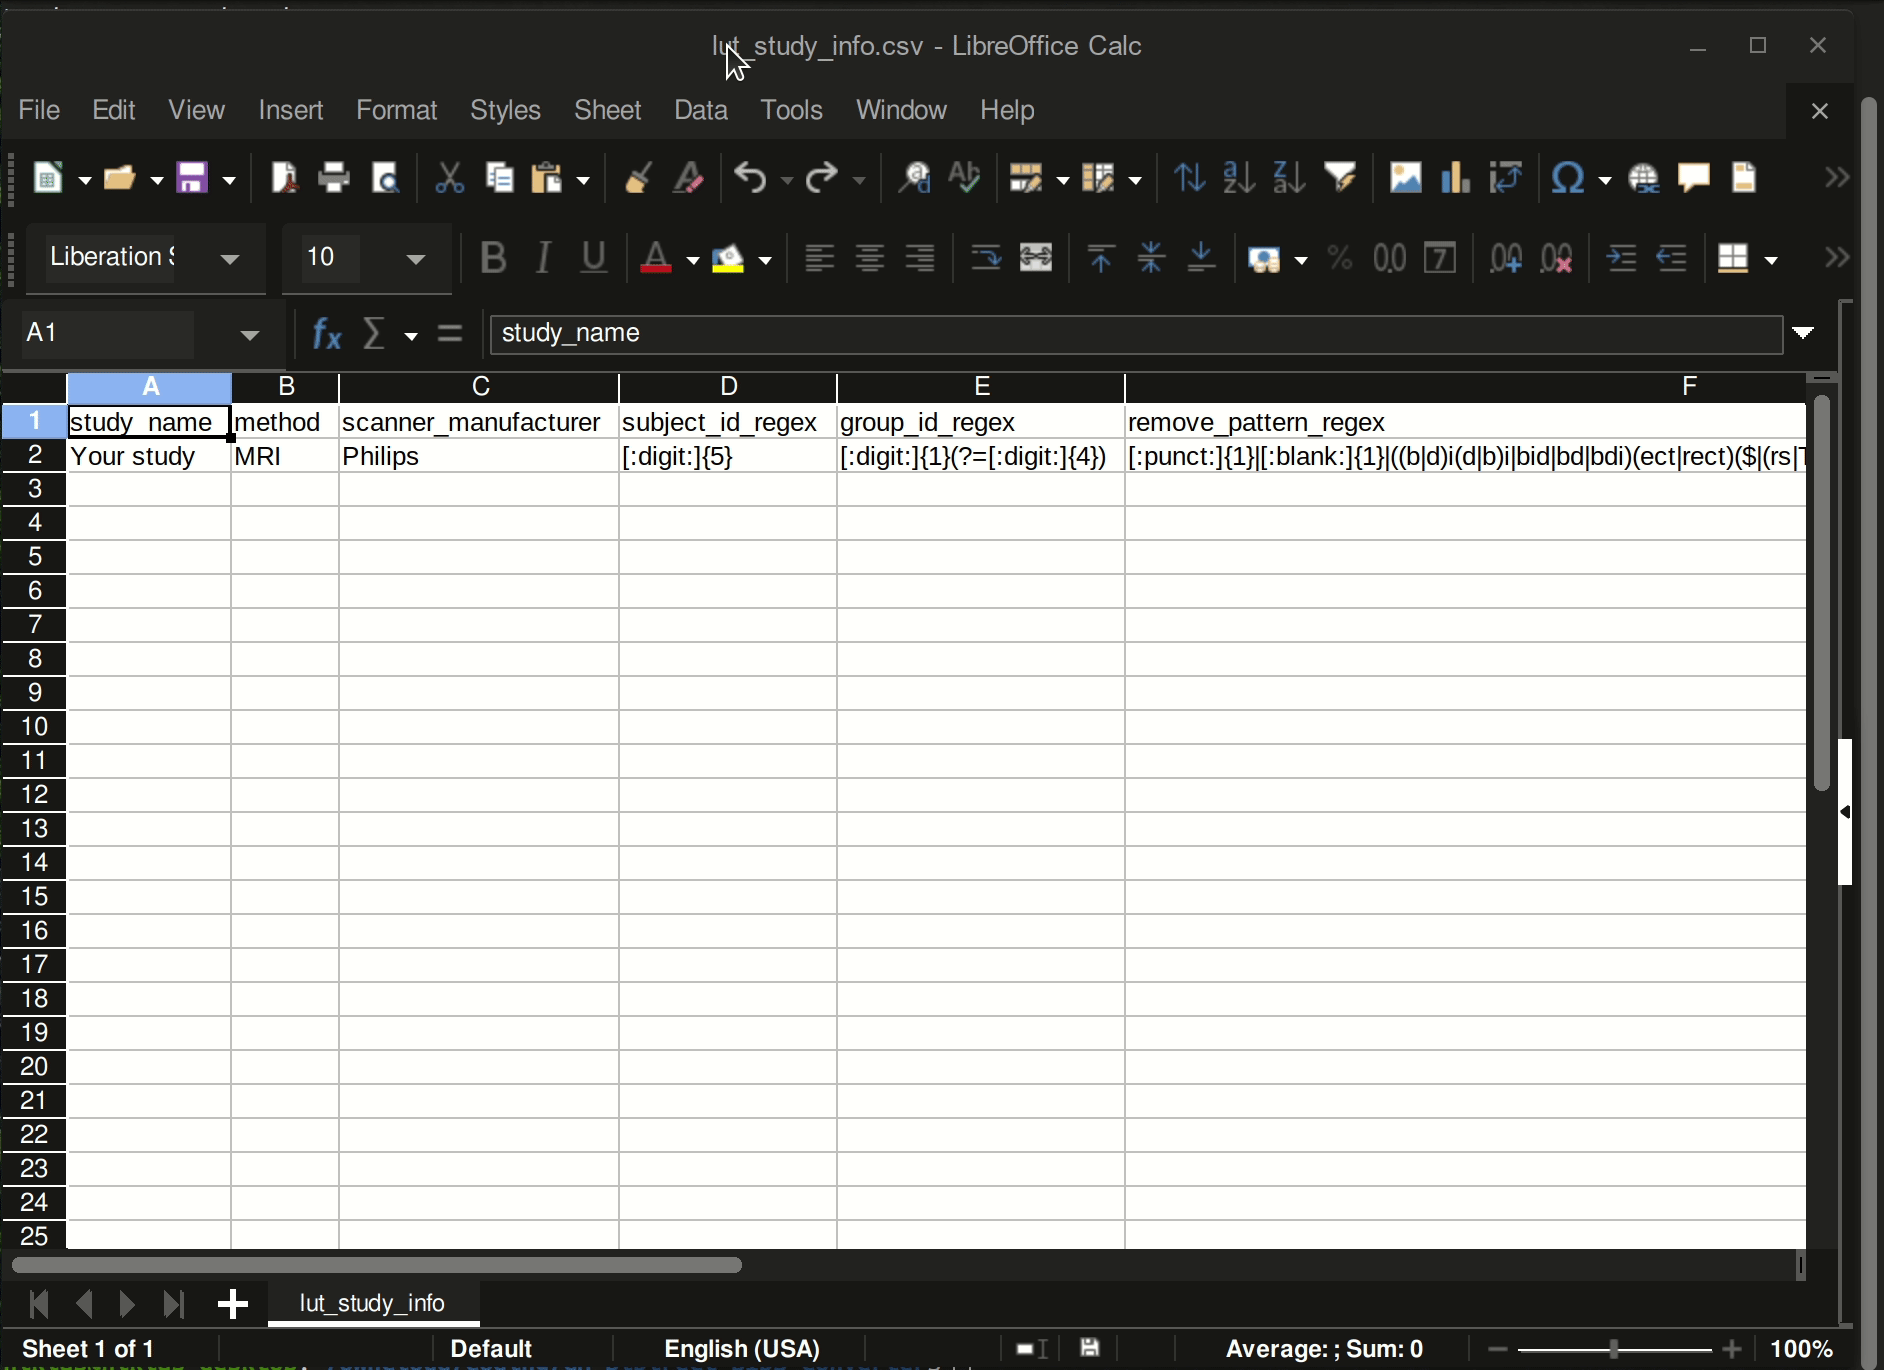 lut_study_info.csv - LibreOffice Calc
File Edit View Insert Format Styles Sheet Data Tools Window Help
Liberation 10
A1 study_name
A B C D E F
1 study_name method scanner_manufacturer subject_id_regex group_id_regex remove_pattern_regex
2 Your study MRI Philips [:digit:]{5} [:digit:]{1}(?=[:digit:]{4}) [:punct:]{1}|[:blank:]{1}|((b|d)i(d|b)i|bid|bd|bdi)(ect|rect)($|(rs|T
3
4
5
6
7
8
9
10
11
12
13
14
15
16
17
18
19
20
21
22
23
24
25
lut_study_info
Sheet 1 of 1 Default English (USA) Average: ; Sum: 0 100%